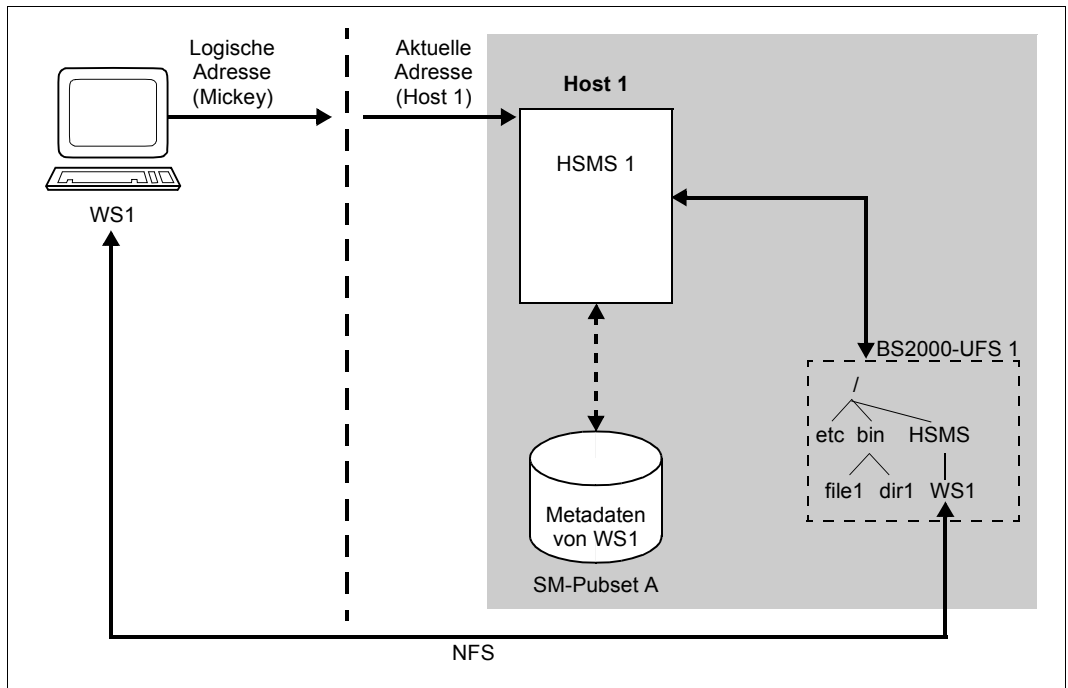 Logische
Adresse
(Mickey)
Aktuelle
Adresse
(Host 1)
Host 1
HSMS 1
WS1
BS2000-UFS 1
/
etc bin HSMS
file1 dir1 WS1
Metadaten
von WS1
SM-Pubset A
NFS